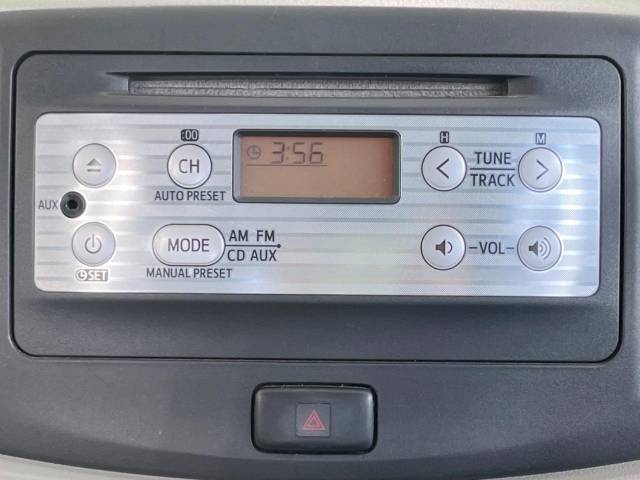 :00
3:56
H
M
CH
TUNE
TRACK
AUX
AUTO PRESET
MODE
AM FM
CD AUX
VOL
SET
MANUAL PRESET